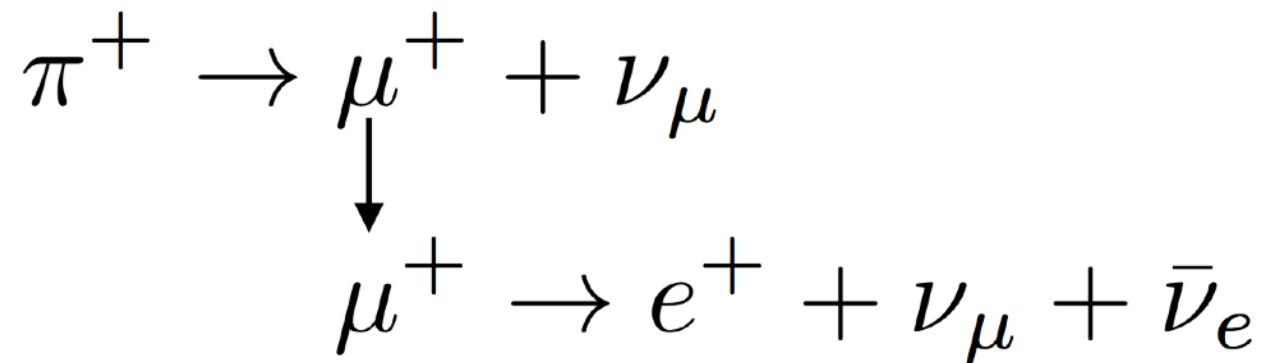 π⁺ → μ⁺ + ν_μ
↓
μ⁺ → e⁺ + ν_μ + ν̄_e